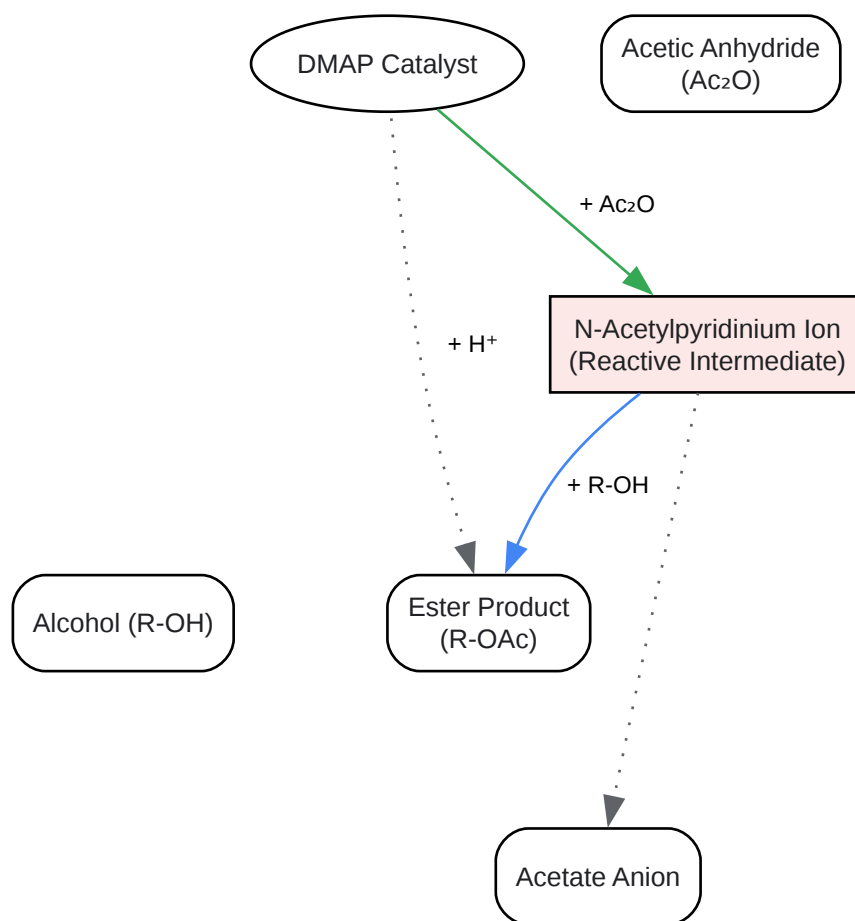 DMAP Catalyst
Acetic Anhydride
(Ac₂O)
+ Ac₂O
N-Acetylpyridinium Ion
(Reactive Intermediate)
+ H⁺
+ R-OH
Alcohol (R-OH)
Ester Product
(R-OAc)
Acetate Anion